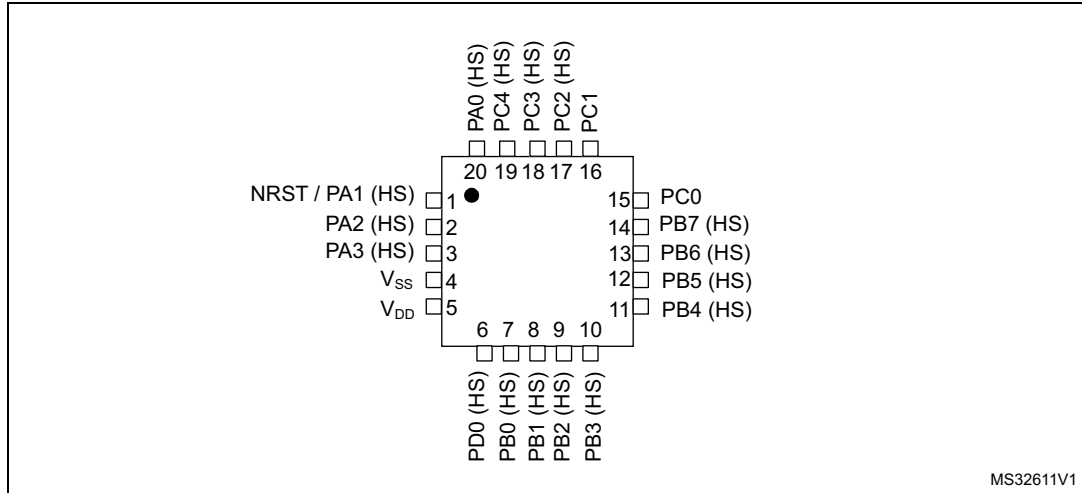 PA0 (HS)
PC4 (HS)
PC3 (HS)
PC2 (HS)
PC1
20 19 18 17 16
NRST / PA1 (HS) 1
PA2 (HS) 2
PA3 (HS) 3
VSS 4
VDD 5
15 PC0
14 PB7 (HS)
13 PB6 (HS)
12 PB5 (HS)
11 PB4 (HS)
6 7 8 9 10
PD0 (HS)
PB0 (HS)
PB1 (HS)
PB2 (HS)
PB3 (HS)
MS32611V1